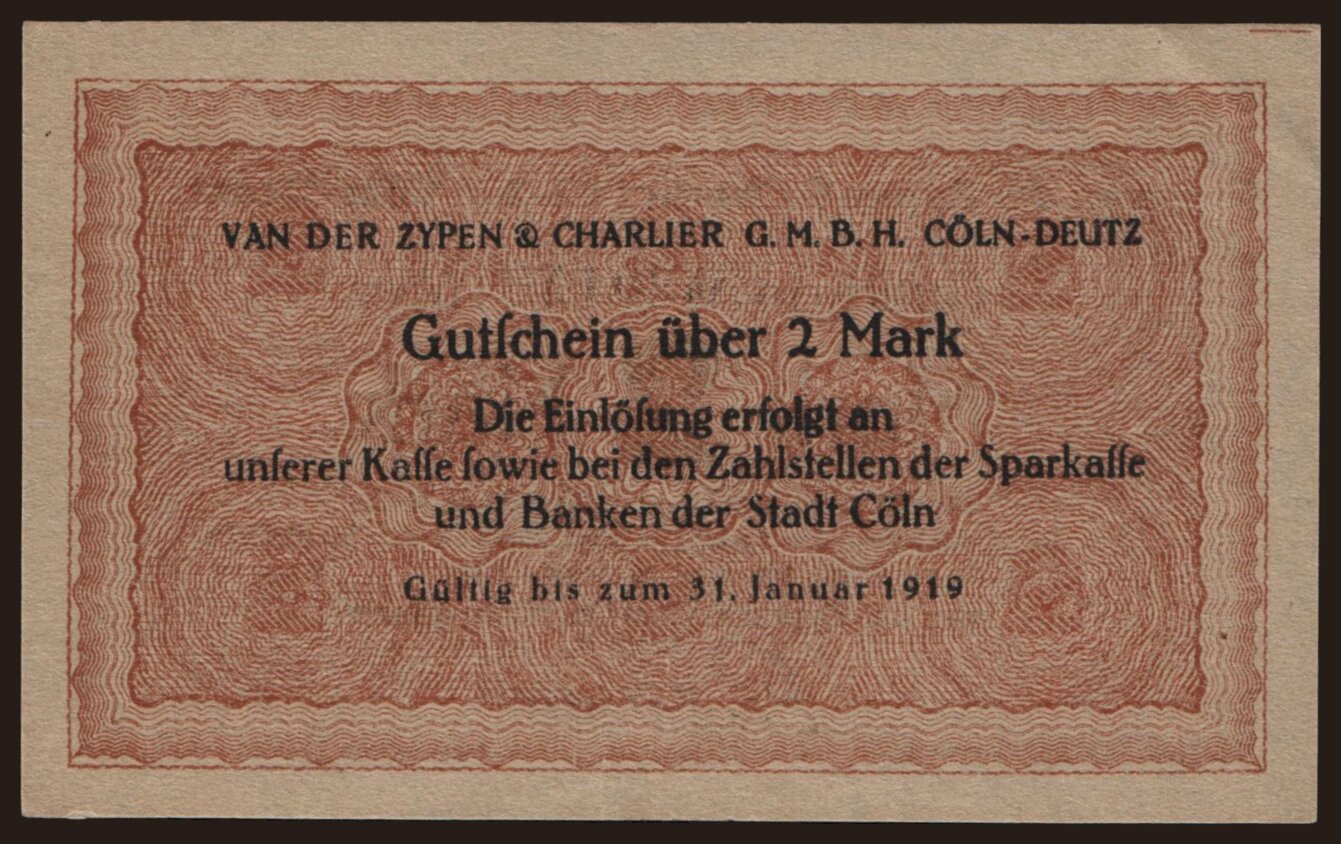 VAN DER ZYPEN & CHARLIER G. M. B. H. CÖLN-DEUTZ
Gutſchein über 2 Mark
Die Einlöſung erfolgt an
unſerer Kaſſe ſowie bei den Zahlstellen der Sparkaſſe
und Banken der Stadt Cöln
Gültig bis zum 31. Januar 1919